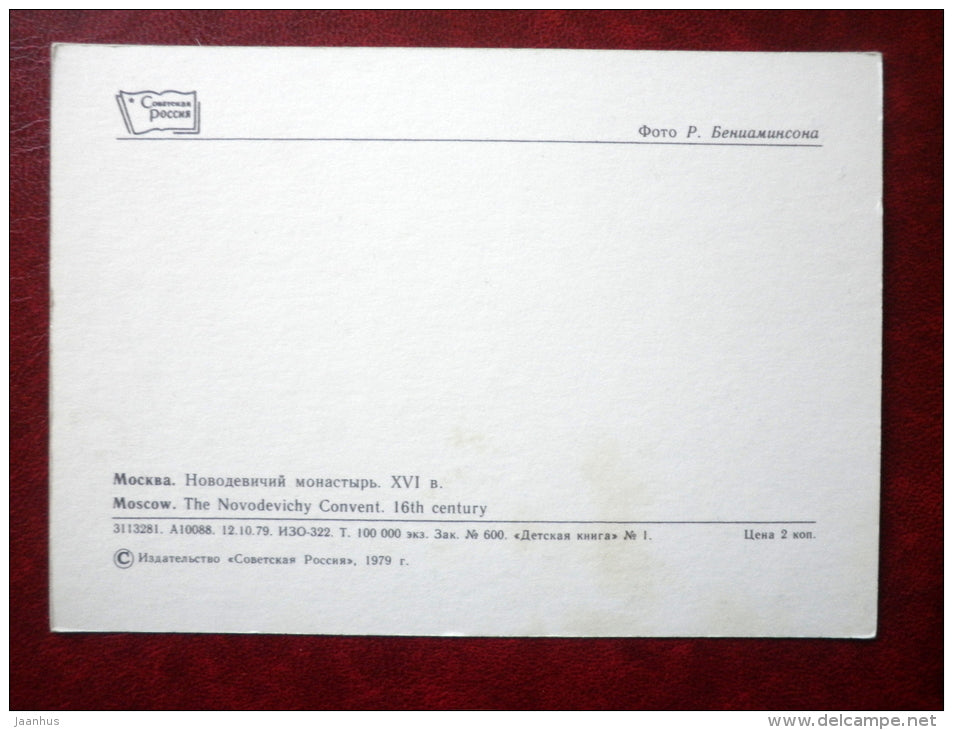 Советская
Россия
Фото Р. Бениаминсона
Москва. Новодевичий монастырь. XVI в.
Moscow. The Novodevichy Convent. 16th century
3113281. А10088. 12.10.79. ИЗО-322. Т. 100 000 экз. Зак. № 600. «Детская книга» № 1. Цена 2 коп.
© Издательство «Советская Россия», 1979 г.
jaanhus
www.delcampe.net